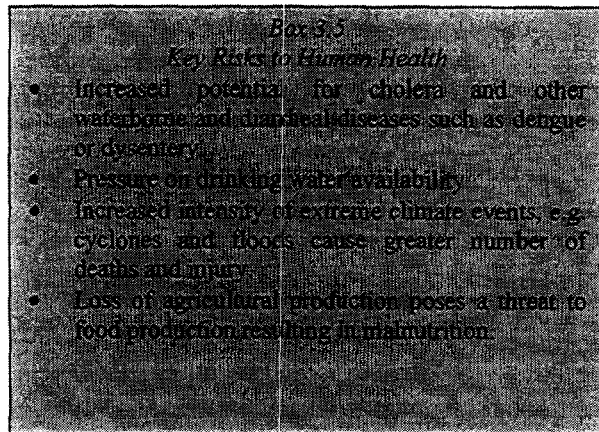 Box 3.5
Key Risks to Human Health
• Increased potential for cholera and other
waterborne and diarrheal diseases such as dengue
or dysentery
• Pressure on drinking water availability
• Increased intensity of extreme climate events, e.g.
cyclones and floods cause greater number of
deaths and injury
• Loss of agricultural production poses a threat to
food production resulting in malnutrition